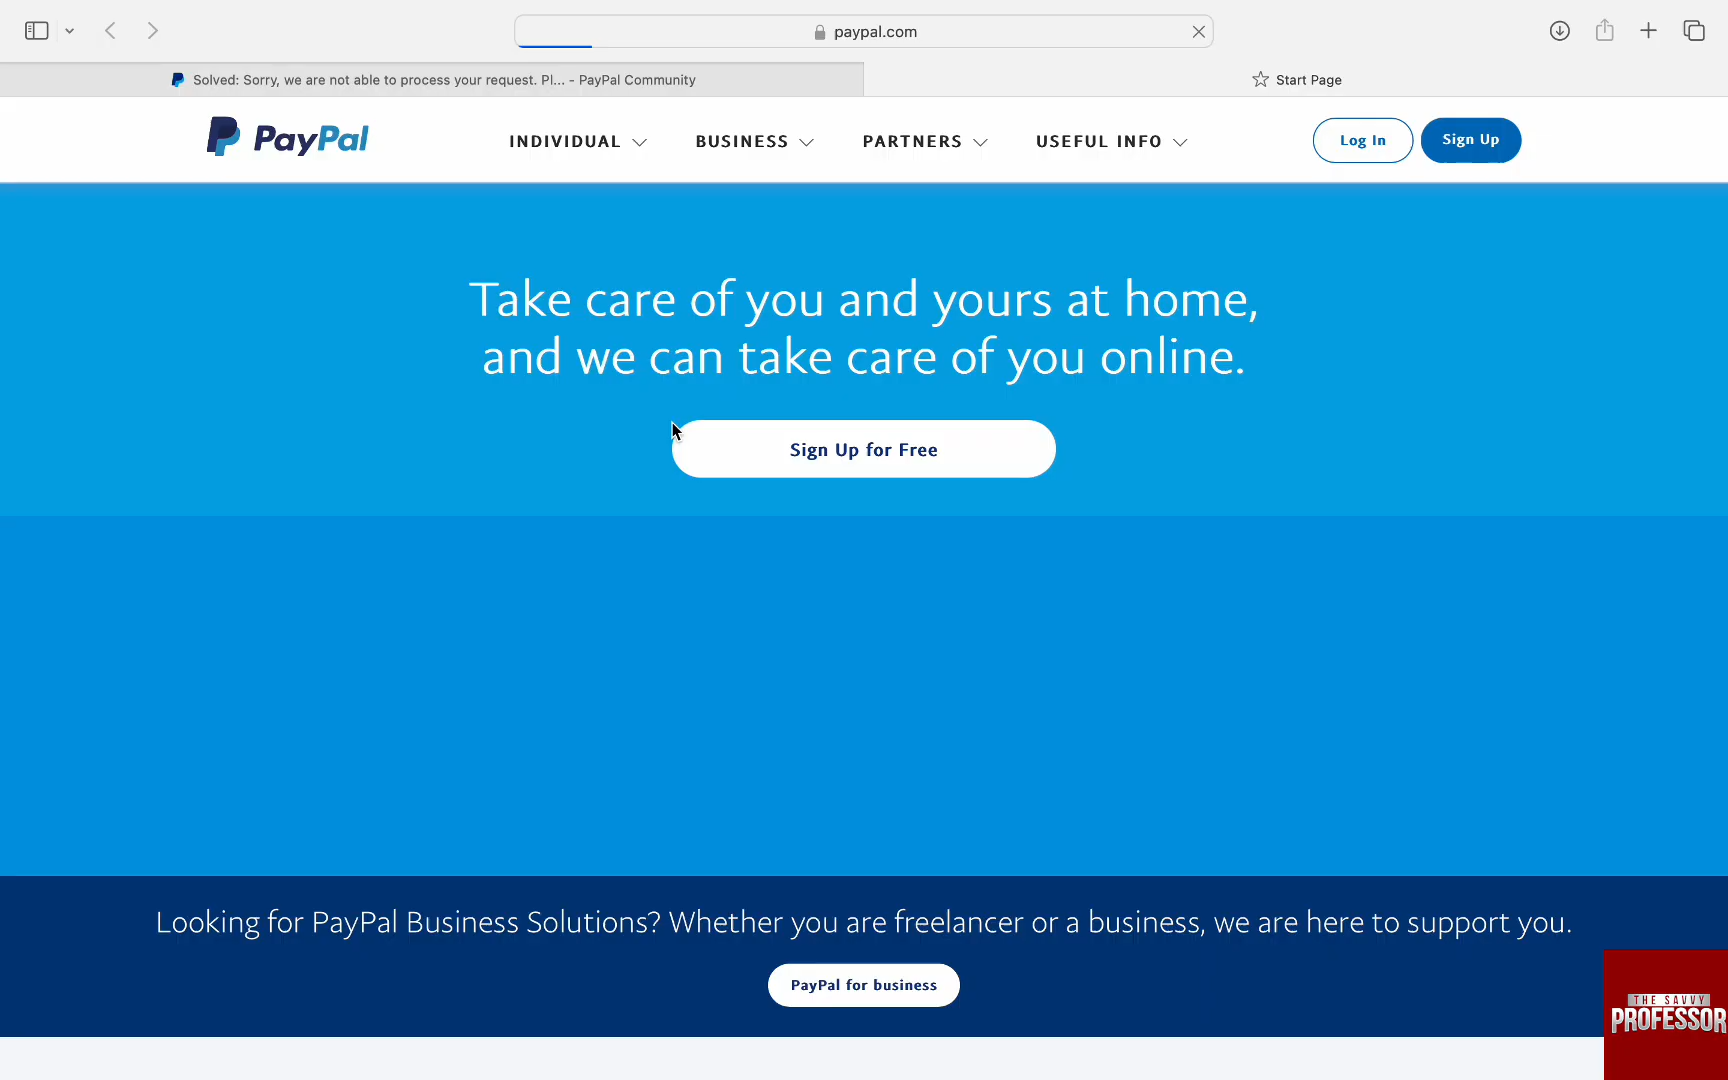 paypal.com
Solved: Sorry, we are not able to process your request. Pl... - PayPal Community
Start Page
PayPal
INDIVIDUAL
BUSINESS
PARTNERS
USEFUL INFO
Log In
Sign Up
Take care of you and yours at home,
and we can take care of you online.
Sign Up for Free
Looking for PayPal Business Solutions? Whether you are freelancer or a business, we are here to support you.
PayPal for business
THE SAVVY
PROFESSOR